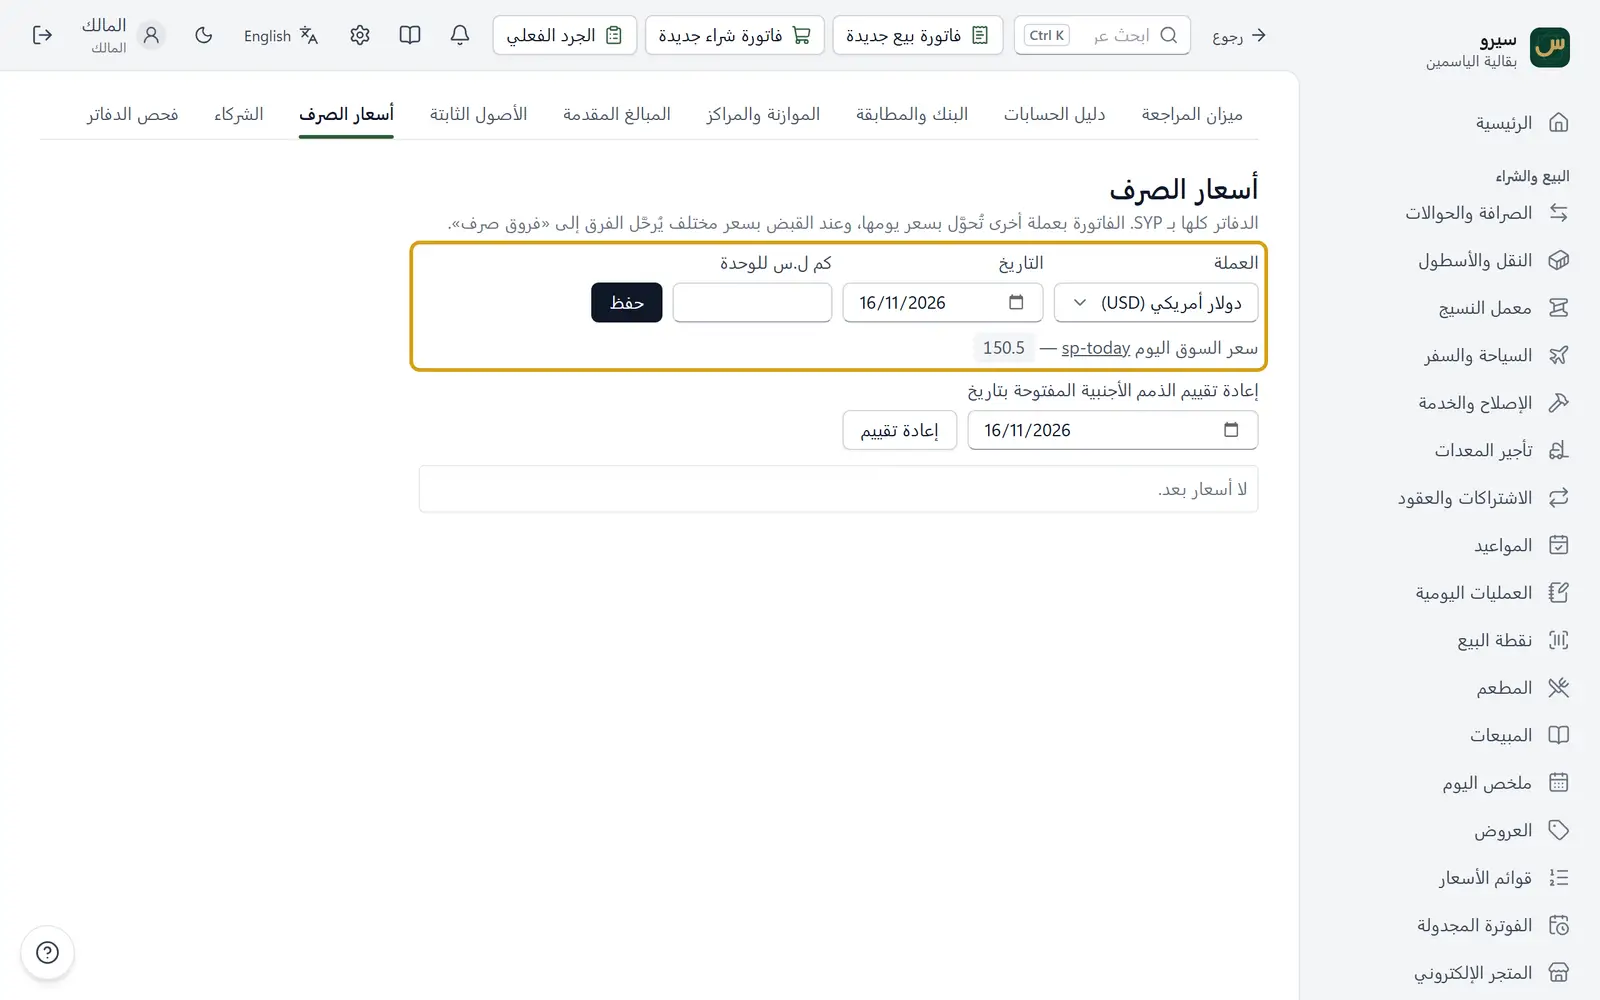 سيرو
بقالية الياسمين
الرئيسية
البيع والشراء
الصرافة والحوالات
النقل والأسطول
معمل النسيج
السياحة والسفر
الإصلاح والخدمة
تأجير المعدات
الاشتراكات والعقود
المواعيد
العمليات اليومية
نقطة البيع
المطعم
المبيعات
ملخص اليوم
العروض
قوائم الأسعار
الفوترة المجدولة
المتجر الإلكتروني
رجوع
ابحث عر Ctrl K
فاتورة بيع جديدة
فاتورة شراء جديدة
الجرد الفعلي
English
المالك
المالك
ميزان المراجعة
دليل الحسابات
البنك والمطابقة
الموازنة والمراكز
المبالغ المقدمة
الأصول الثابتة
أسعار الصرف
الشركاء
فحص الدفاتر
أسعار الصرف
الدفاتر كلها بـ SYP. الفاتورة بعملة أخرى تُحوَّل بسعر يومها، وعند القبض بسعر مختلف يُرحَّل الفرق إلى «فروق صرف».
العملة التاريخ كم ل.س للوحدة
دولار أمريكي (USD) 16/11/2026 حفظ
سعر السوق اليوم sp-today — 150.5
إعادة تقييم الذمم الأجنبية المفتوحة بتاريخ
16/11/2026 إعادة تقييم
لا أسعار بعد.